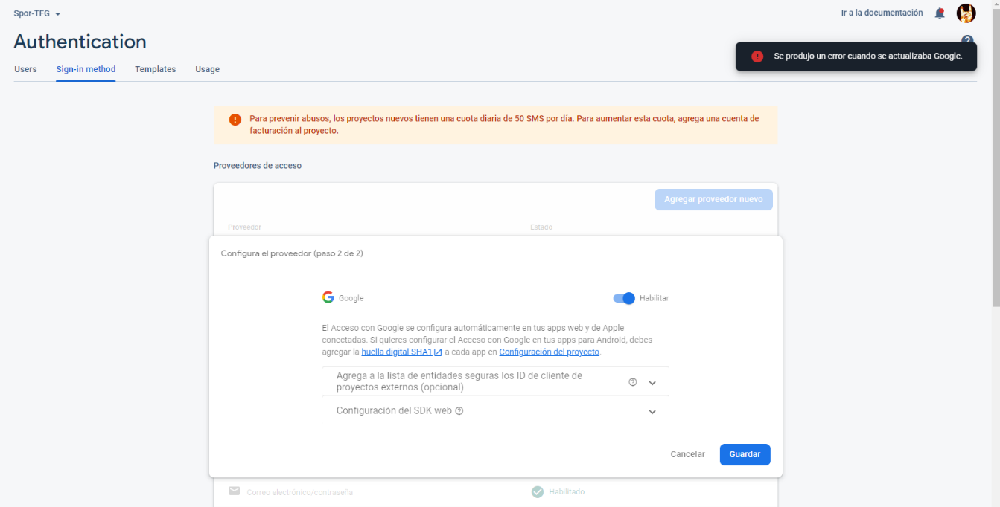 Spor-TFG
Ir a la documentación
Authentication
Se produjo un error cuando se actualizaba Google.
Users
Sign-in method
Templates
Usage
Para prevenir abusos, los proyectos nuevos tienen una cuota diaria de 50 SMS por día. Para aumentar esta cuota, agrega una cuenta de
facturación al proyecto.
Proveedores de acceso
Agregar proveedor nuevo
Proveedor
Estado
Configura el proveedor (paso 2 de 2)
Google
Habilitar
El Acceso con Google se configura automáticamente en tus apps web y de Apple
conectadas. Si quieres configurar el Acceso con Google en tus apps para Android, debes
agregar la huella digital SHA1 a cada app en Configuración del proyecto.
Agrega a la lista de entidades seguras los ID de cliente de
proyectos externos (opcional)
Configuración del SDK web
Cancelar
Guardar
Correo electrónico/contraseña
Habilitado